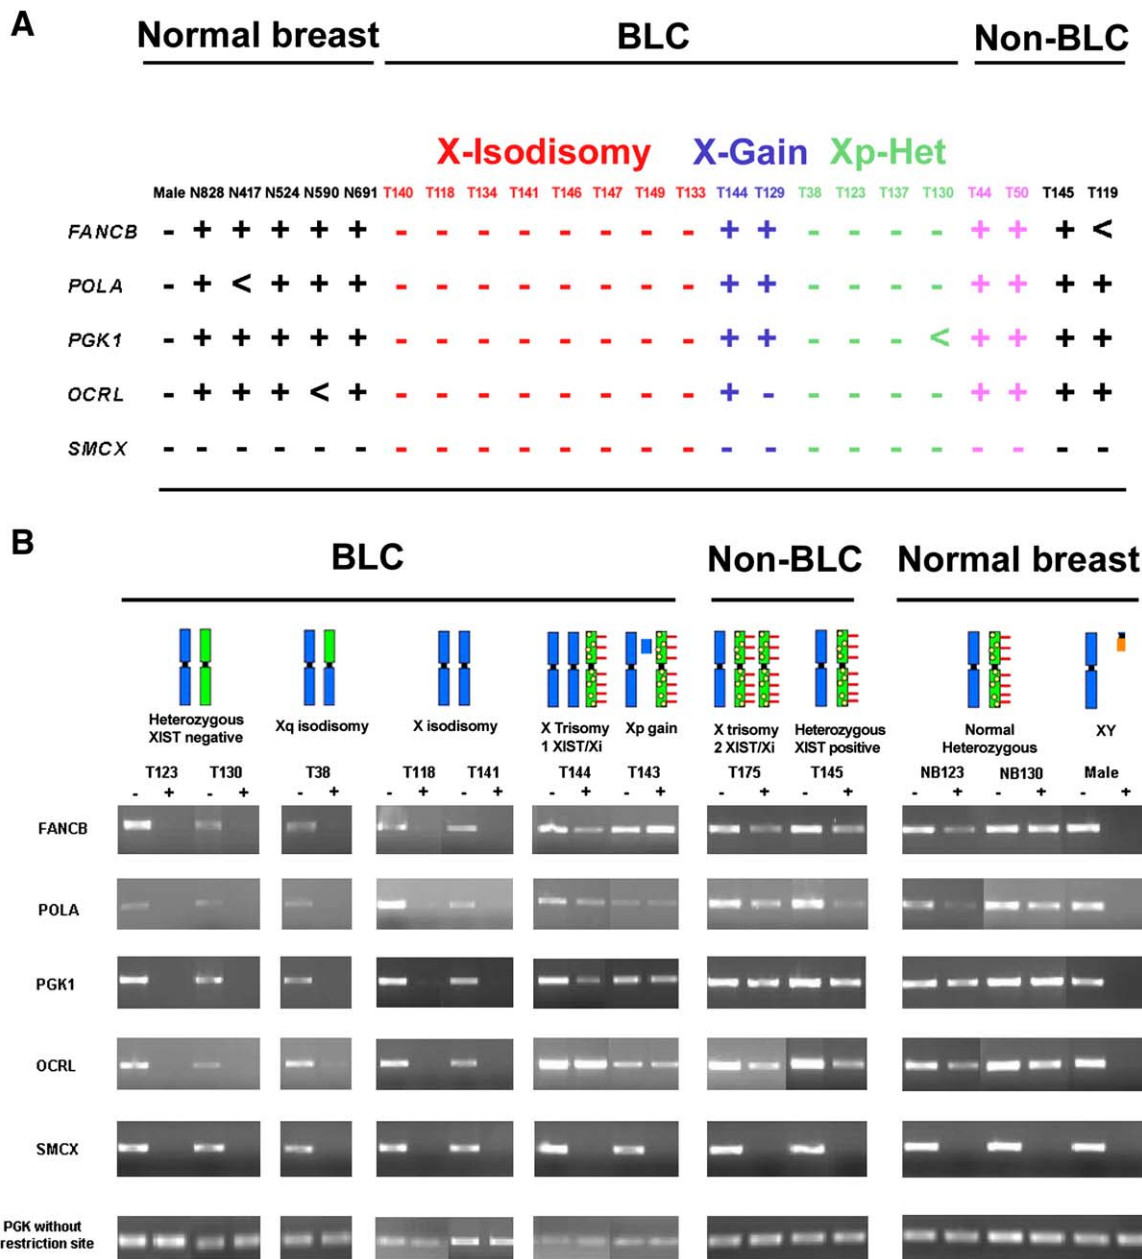 A
Normal breast BLC Non-BLC
X-Isodisomy X-Gain Xp-Het
Male N828 N417 N524 N590 N691 T140 T118 T134 T141 T146 T147 T149 T133 T144 T129 T38 T123 T137 T130 T44 T50 T145 T119
FANCB - + + + + + - - - - - - - - + + - - - - + + + <
POLA - + < + + + - - - - - - - - + + - - - - + + + +
PGK1 - + + + + + - - - - - - - - + + - - - < + + + +
OCRL - + + + < + - - - - - - - - + - - - - - + + + +
SMCX - - - - - - - - - - - - - - - - - - - - - - - -
B
BLC Non-BLC Normal breast
Heterozygous
XIST negative
Xq isodisomy
X isodisomy
X Trisomy
1 XIST/Xi
Xp gain
X trisomy
2 XIST/Xi
Heterozygous
XIST positive
Normal
Heterozygous
XY
T123 T130 T38 T118 T141 T144 T143 T175 T145 NB123 NB130 Male
- + - + - + - + - + - + - + - + - + - + - + - +
FANCB
POLA
PGK1
OCRL
SMCX
PGK without
restriction site